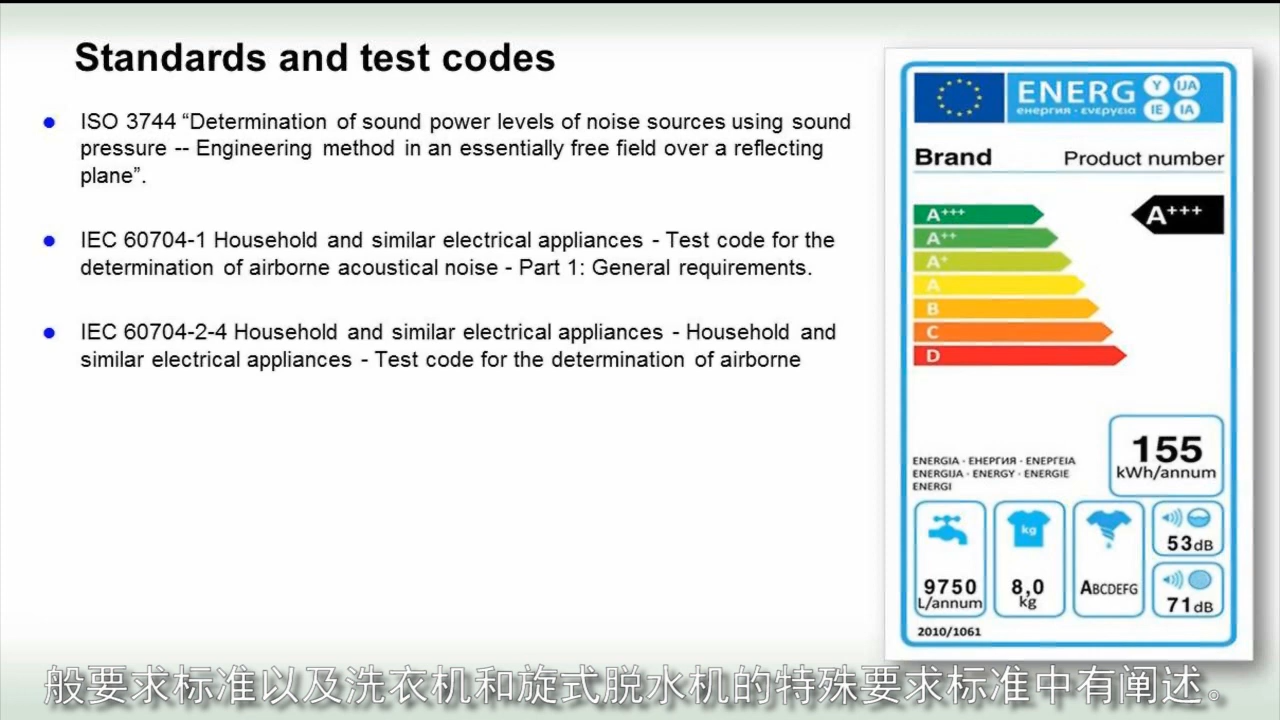 Standards and test codes
ISO 3744 “Determination of sound power levels of noise sources using sound
pressure -- Engineering method in an essentially free field over a reflecting
plane”.
IEC 60704-1 Household and similar electrical appliances - Test code for the
determination of airborne acoustical noise - Part 1: General requirements.
IEC 60704-2-4 Household and similar electrical appliances - Household and
similar electrical appliances - Test code for the determination of airborne
ENERG Y IJA
енергия · ενεργεια IE IA
Brand Product number
A+++ A+++
A++
A+
A
B
C
D
155
kWh/annum
ENERGIA · ЕНЕРГИЯ · ΕΝΕΡΓΕΙΑ
ENERGIJA · ENERGY · ENERGIE
ENERGI
kg
53dB
9750 8,0 ABCDEFG
L/annum kg
71dB
2010/1061
般要求标准以及洗衣机和旋式脱水机的特殊要求标准中有阐述。